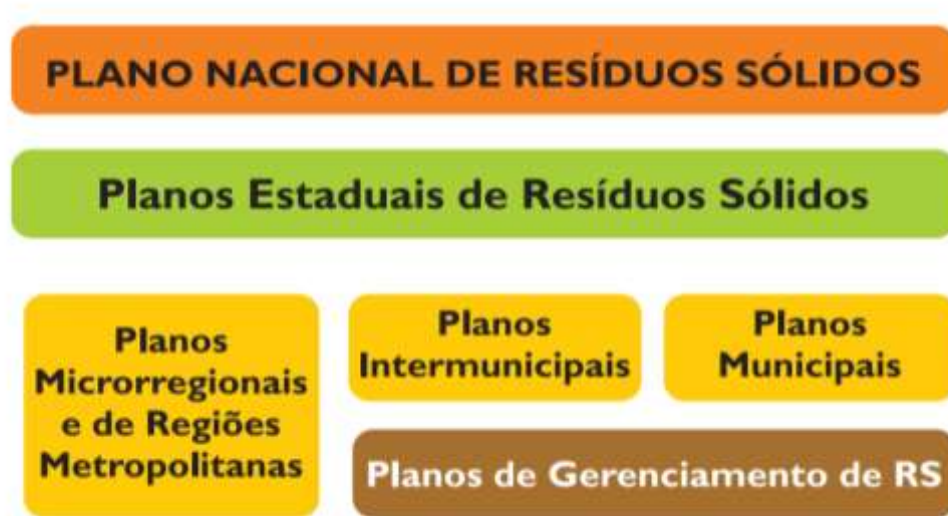 PLANO NACIONAL DE RESÍDUOS SÓLIDOS
Planos Estaduais de Resíduos Sólidos
Planos
Microrregionais
e de Regiões
Metropolitanas
Planos
Intermunicipais
Planos
Municipais
Planos de Gerenciamento de RS